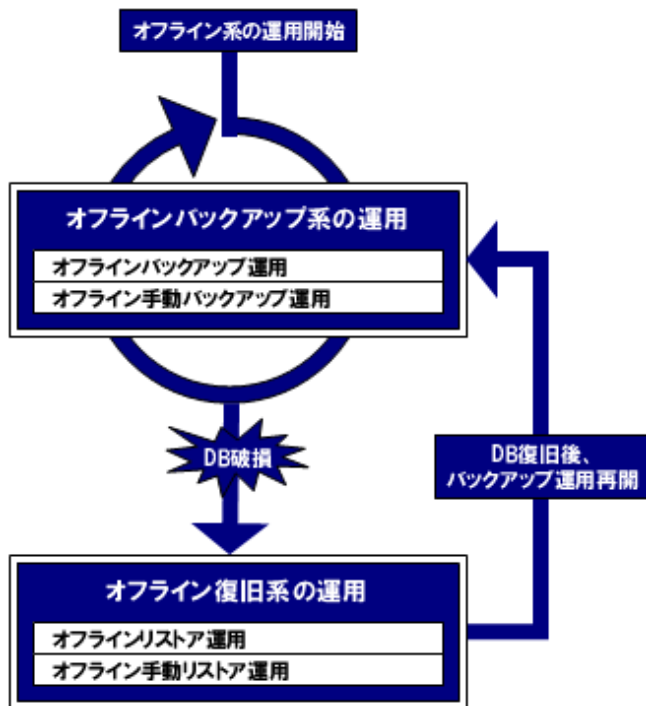 オフライン系の運用開始
オフラインバックアップ系の運用
オフラインバックアップ運用
オフライン手動バックアップ運用
DB破損
DB復旧後、
バックアップ運用再開
オフライン復旧系の運用
オフラインリストア運用
オフライン手動リストア運用